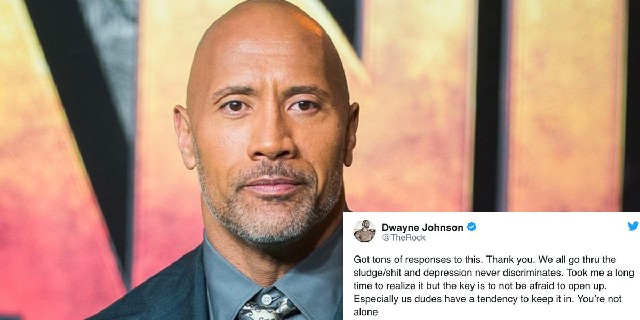 Dwayne Johnson
@TheRock
Got tons of responses to this. Thank you. We all go thru the
sludge/shit and depression never discriminates. Took me a long
time to realize it but the key is to not be afraid to open up.
Especially us dudes have a tendency to keep it in. You're not
alone